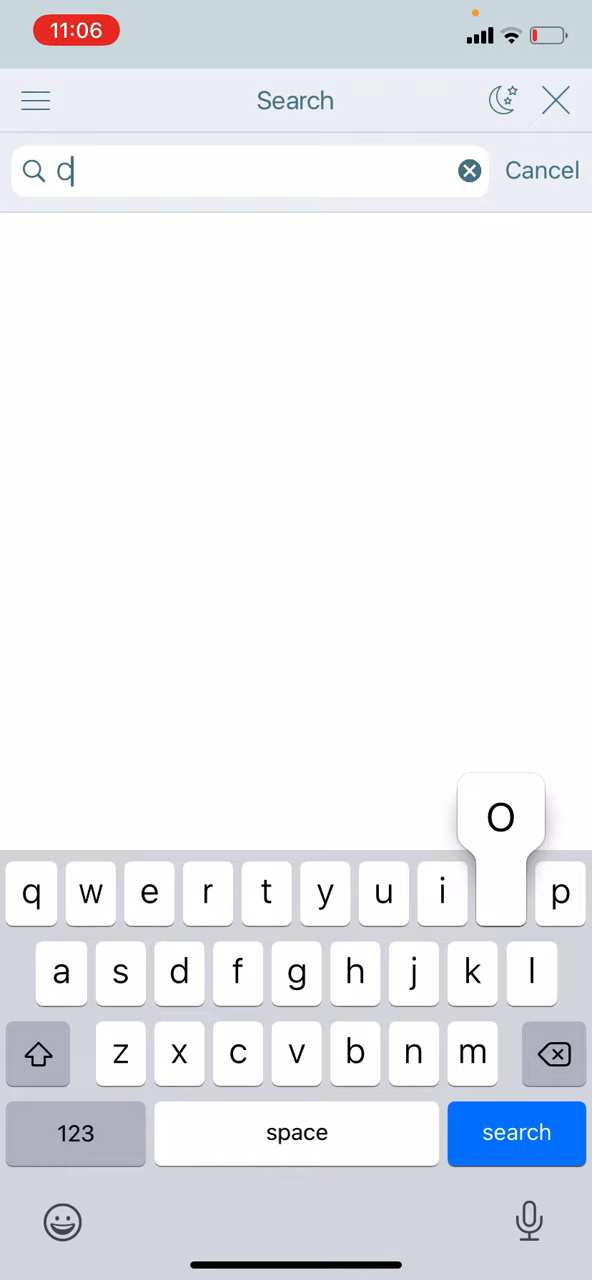 11:06
Search
o
Cancel
o
q w e r t y u i p
a s d f g h j k l
z x c v b n m
123 space search